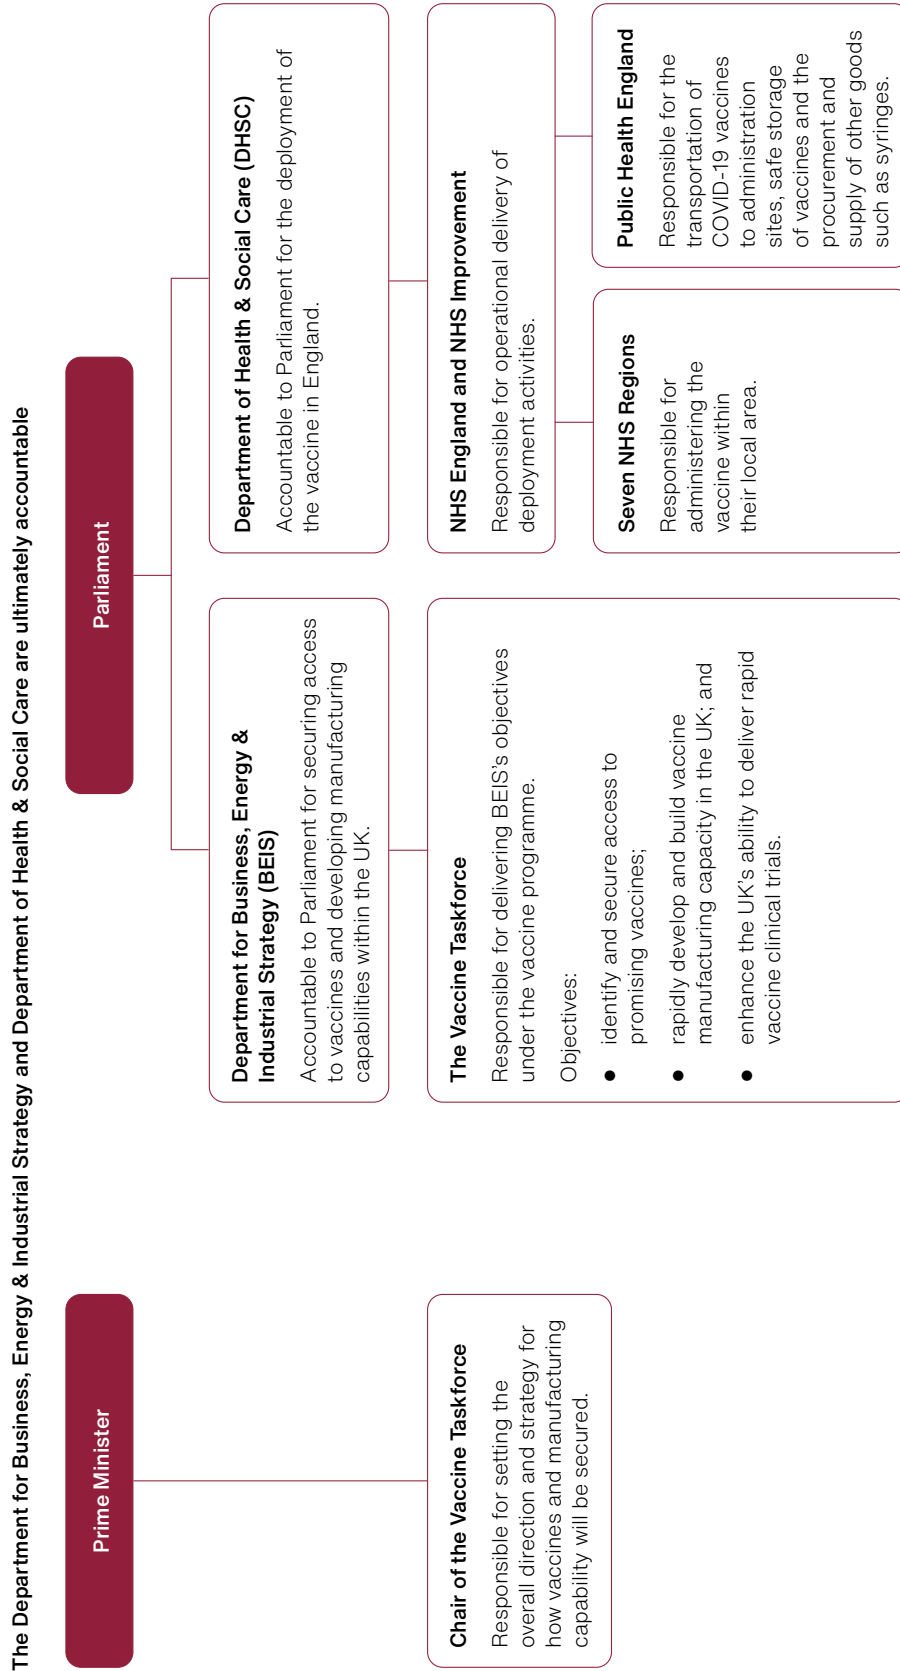 The Department for Business, Energy & Industrial Strategy and Department of Health & Social Care are ultimately accountable
Prime Minister
Parliament
Department for Business, Energy &
Industrial Strategy (BEIS)
Accountable to Parliament for securing access
to vaccines and developing manufacturing
capabilities within the UK.
Department of Health & Social Care (DHSC)
Accountable to Parliament for the deployment of
the vaccine in England.
Chair of the Vaccine Taskforce
Responsible for setting the
overall direction and strategy for
how vaccines and manufacturing
capability will be secured.
The Vaccine Taskforce
Responsible for delivering BEIS's objectives
under the vaccine programme.
Objectives:
● identify and secure access to
promising vaccines;
● rapidly develop and build vaccine
manufacturing capacity in the UK; and
● enhance the UK's ability to deliver rapid
vaccine clinical trials.
NHS England and NHS Improvement
Responsible for operational delivery of
deployment activities.
Seven NHS Regions
Responsible for
administering the
vaccine within
their local area.
Public Health England
Responsible for the
transportation of
COVID-19 vaccines
to administration
sites, safe storage
of vaccines and the
procurement and
supply of other goods
such as syringes.